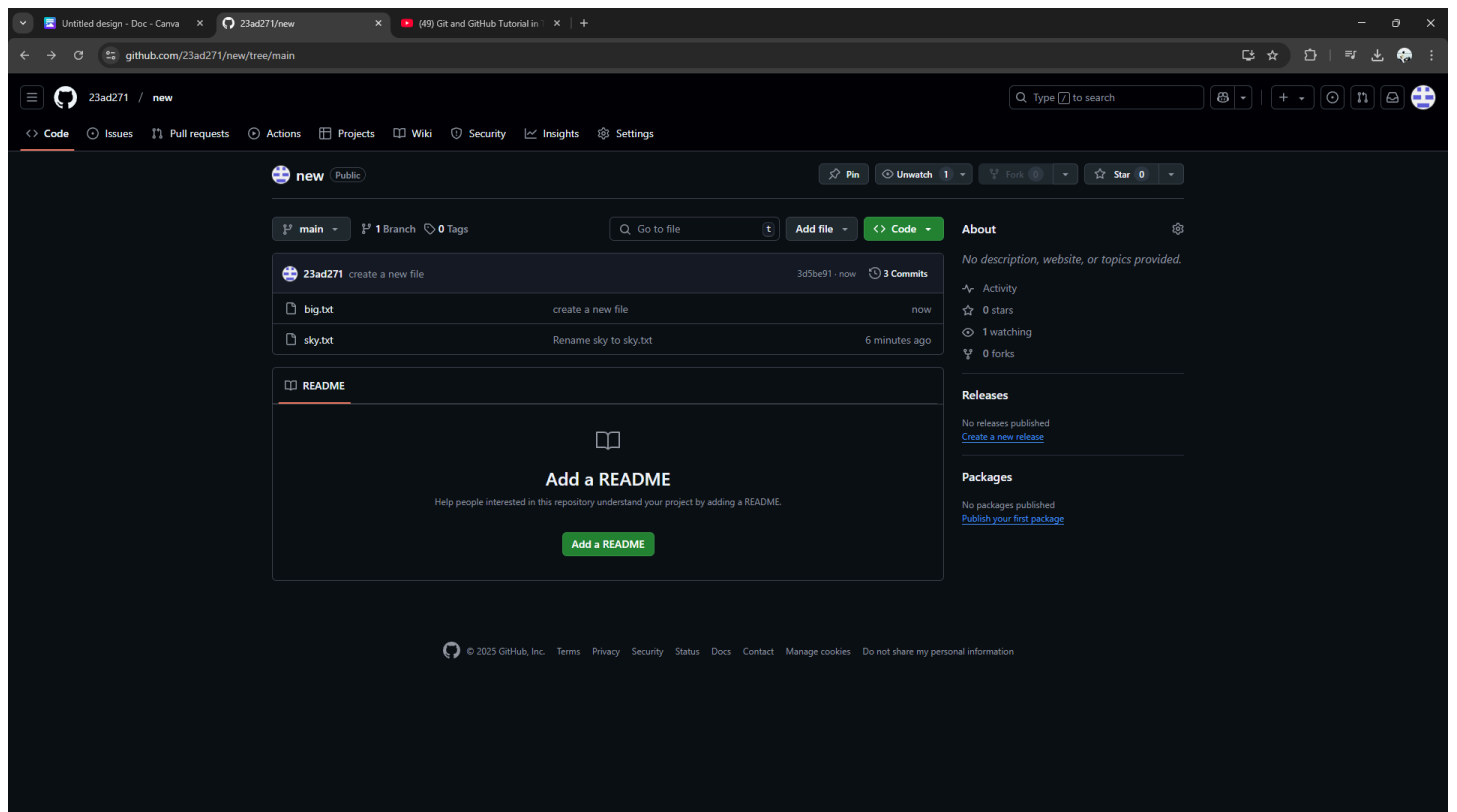 Untitled design - Doc - Canva
23ad271/new
(49) Git and GitHub Tutorial in
github.com/23ad271/new/tree/main
23ad271 / new
Type / to search
Code Issues Pull requests Actions Projects Wiki Security Insights Settings
new Public
Pin Unwatch 1 Fork 0 Star 0
main 1 Branch 0 Tags Go to file t Add file Code
23ad271 create a new file 3d5be91 · now 3 Commits
big.txt create a new file now
sky.txt Rename sky to sky.txt 6 minutes ago
README
Add a README
Help people interested in this repository understand your project by adding a README.
Add a README
About
No description, website, or topics provided.
Activity
0 stars
1 watching
0 forks
Releases
No releases published
Create a new release
Packages
No packages published
Publish your first package
© 2025 GitHub, Inc. Terms Privacy Security Status Docs Contact Manage cookies Do not share my personal information